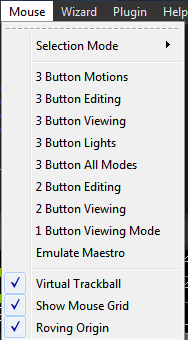 Mouse Wizard Plugin Help
Selection Mode
3 Button Motions
3 Button Editing
3 Button Viewing
3 Button Lights
3 Button All Modes
2 Button Editing
2 Button Viewing
1 Button Viewing Mode
Emulate Maestro
Virtual Trackball
Show Mouse Grid
Roving Origin